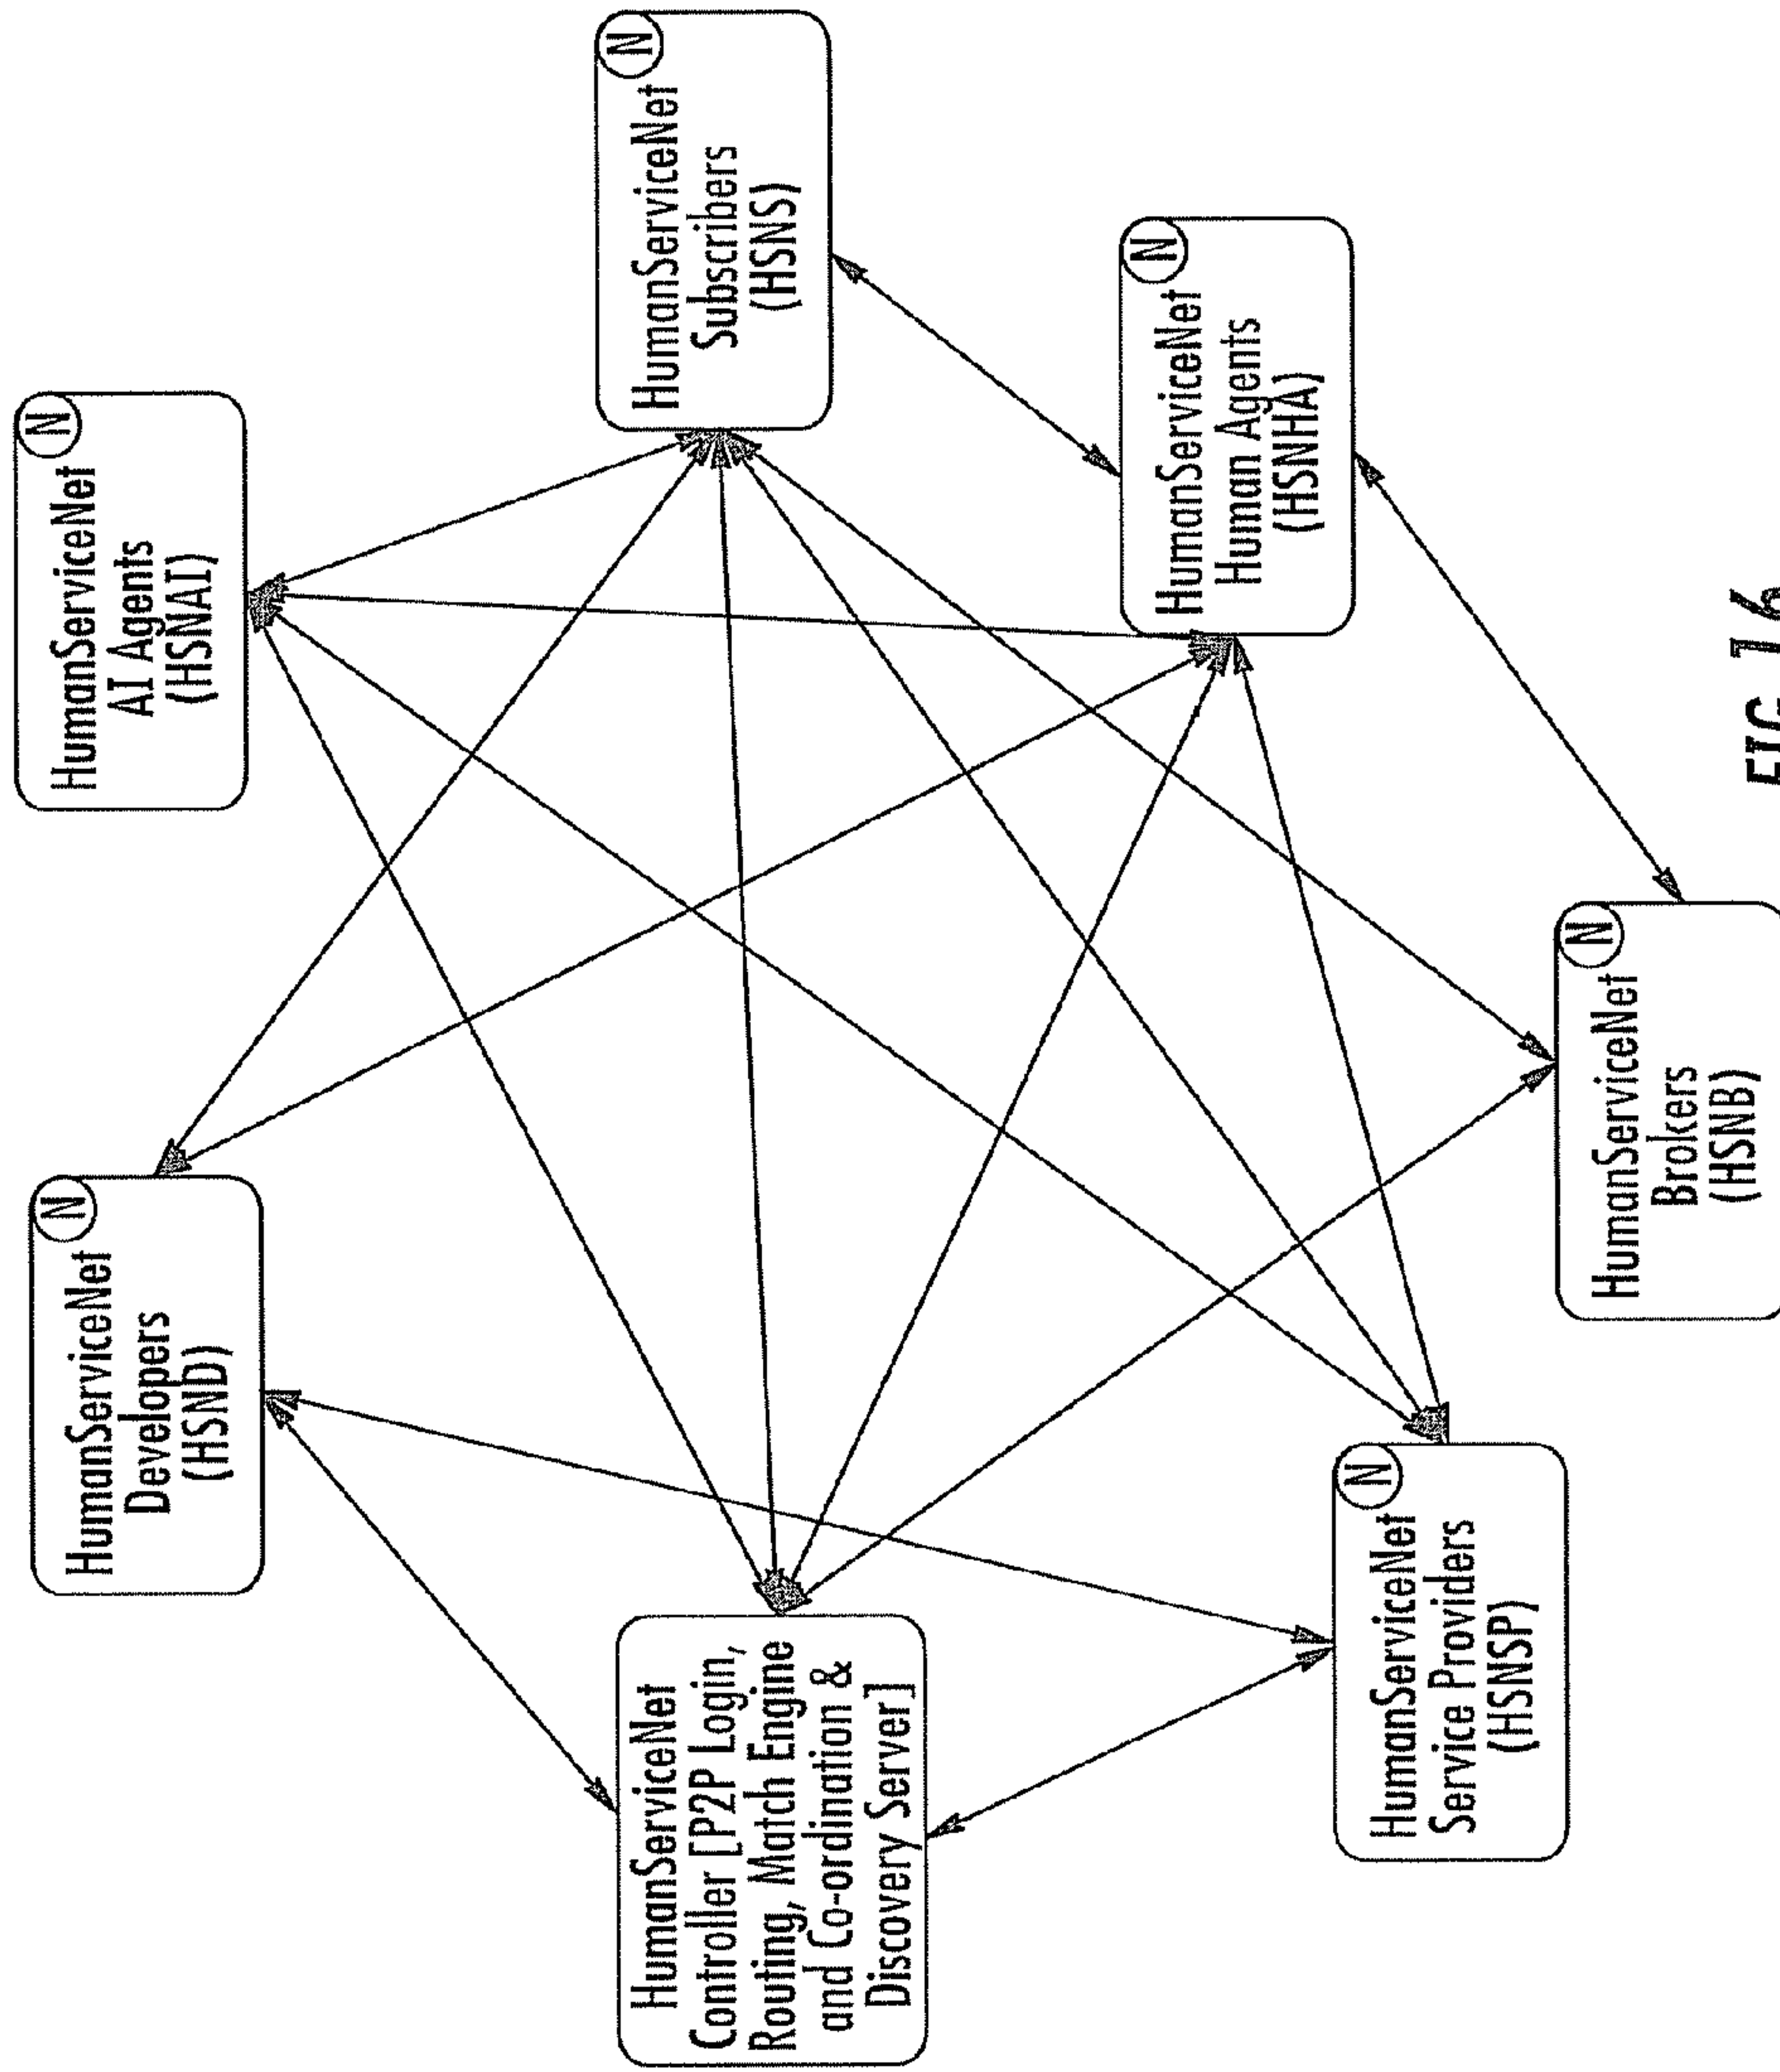 HumanServiceNet
Controller [P2P Login,
Routing, Match Engine
and Co-ordination &
Discovery Server]
HumanServiceNet
Developers
(HSND)
N
HumanServiceNet
AI Agents
(HSNAI)
N
HumanServiceNet
Subscribers
(HSNS)
N
HumanServiceNet
Human Agents
(HSNHA)
N
HumanServiceNet
Service Providers
(HSNSP)
N
HumanServiceNet
Brokers
(HSNB)
N
FIG. 16